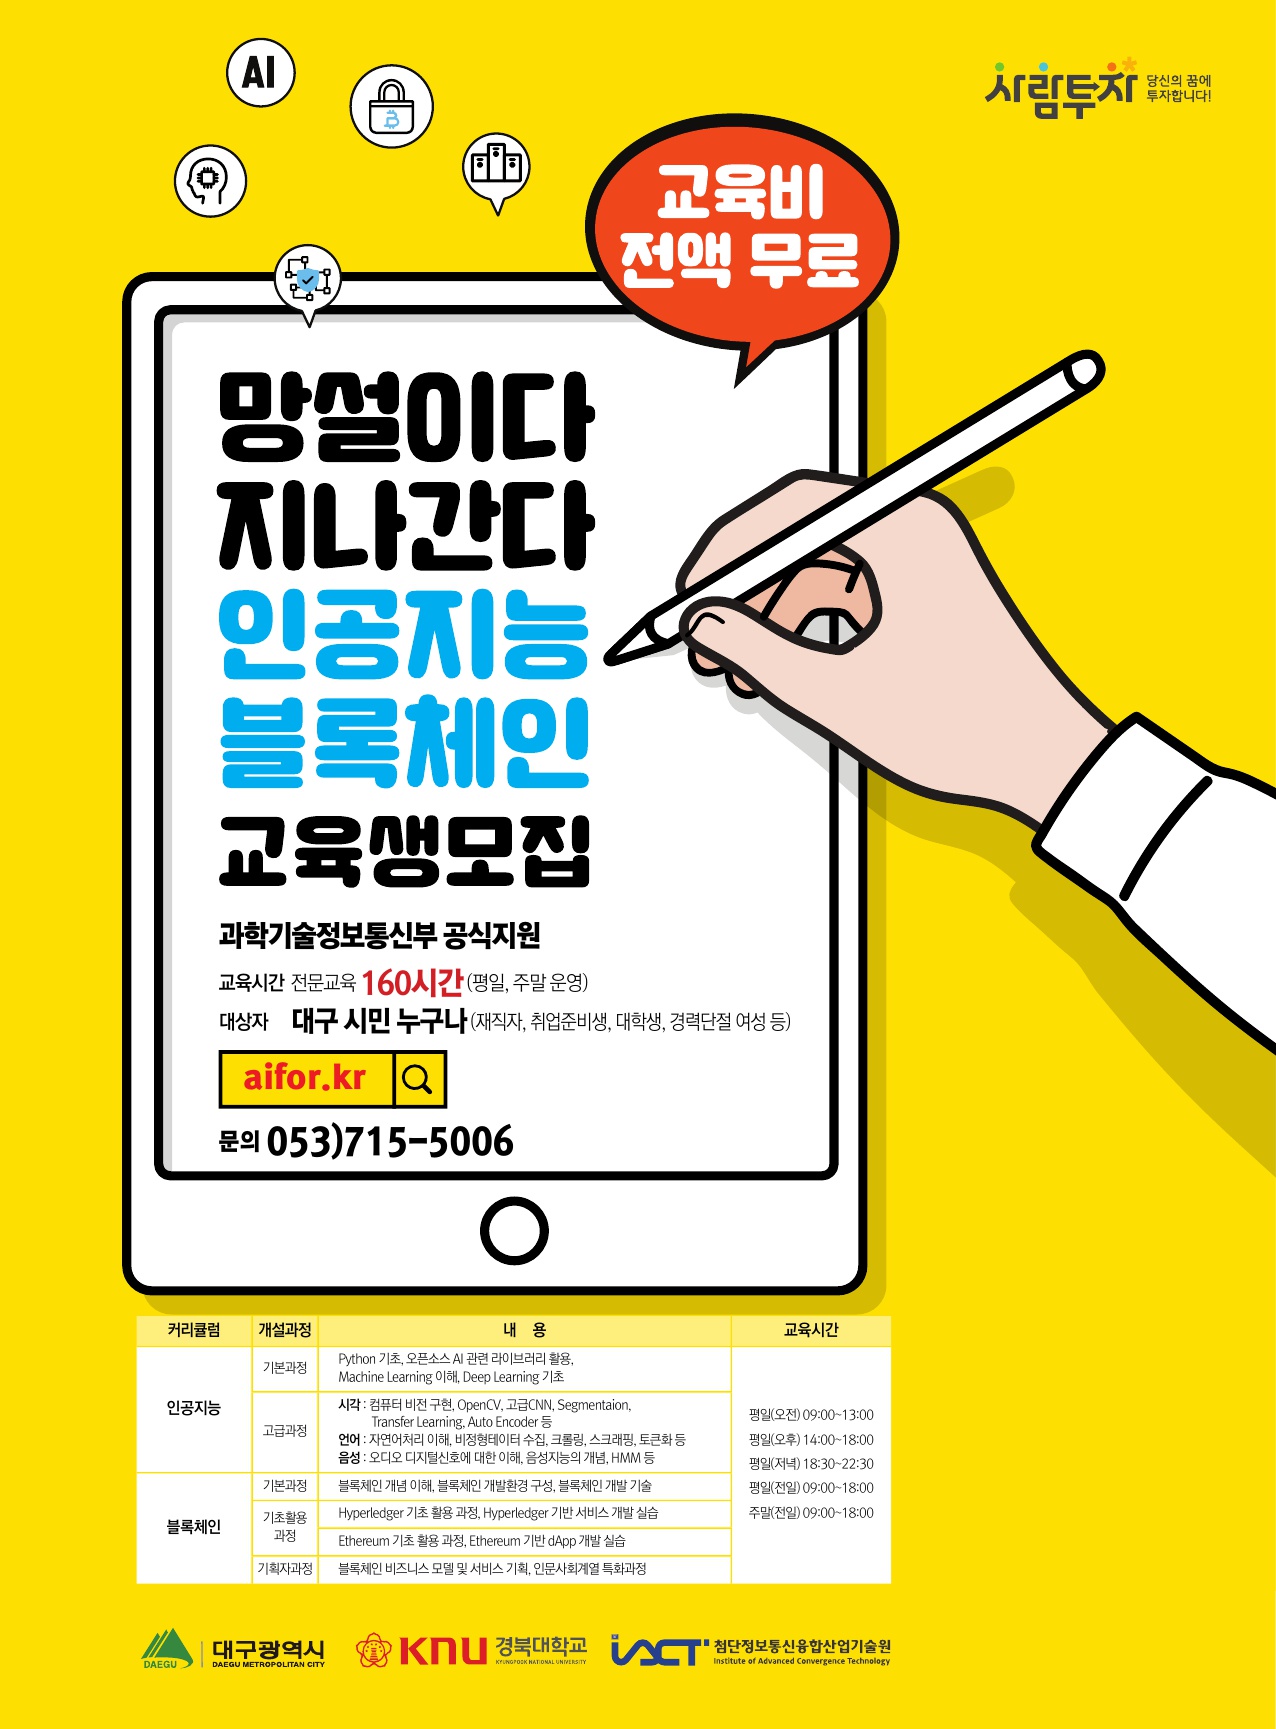 AI
사람투자
당신의 꿈에
투자합니다!
교육비
전액 무료
망설이다
지나간다
인공지능
블록체인
교육생모집
과학기술정보통신부 공식지원
교육시간 전문교육 160시간(평일, 주말 운영)
대상자 대구 시민 누구나(재직자, 취업준비생, 대학생, 경력단절 여성 등)
aifor.kr
문의 053)715-5006
커리큘럼 개설과정 내 용 교육시간
인공지능
기본과정
Python 기초, 오픈소스 AI 관련 라이브러리 활용,
Machine Learning 이해, Deep Learning 기초
고급과정
시각 : 컴퓨터 비전 구현, OpenCV, 고급CNN, Segmentaion,
Transfer Learning, Auto Encoder 등
언어 : 자연어처리 이해, 비정형테이터 수집, 크롤링, 스크래핑, 토큰화 등
음성 : 오디오 디지털신호에 대한 이해, 음성지능의 개념, HMM 등
블록체인
기본과정
블록체인 개념 이해, 블록체인 개발환경 구성, 블록체인 개발 기술
기초활용
과정
Hyperledger 기초 활용 과정, Hyperledger 기반 서비스 개발 실습
Ethereum 기초 활용 과정, Ethereum 기반 dApp 개발 실습
기획자과정
블록체인 비즈니스 모델 및 서비스 기획, 인문사회계열 특화과정
평일(오전) 09:00~13:00
평일(오후) 14:00~18:00
평일(저녁) 18:30~22:30
평일(전일) 09:00~18:00
주말(전일) 09:00~18:00
DAEGU
대구광역시
DAEGU METROPOLITAN CITY
KNU 경북대학교
KYUNGPOOK NATIONAL UNIVERSITY
iACT 첨단정보통신융합산업기술원
Institute of Advanced Convergence Technology